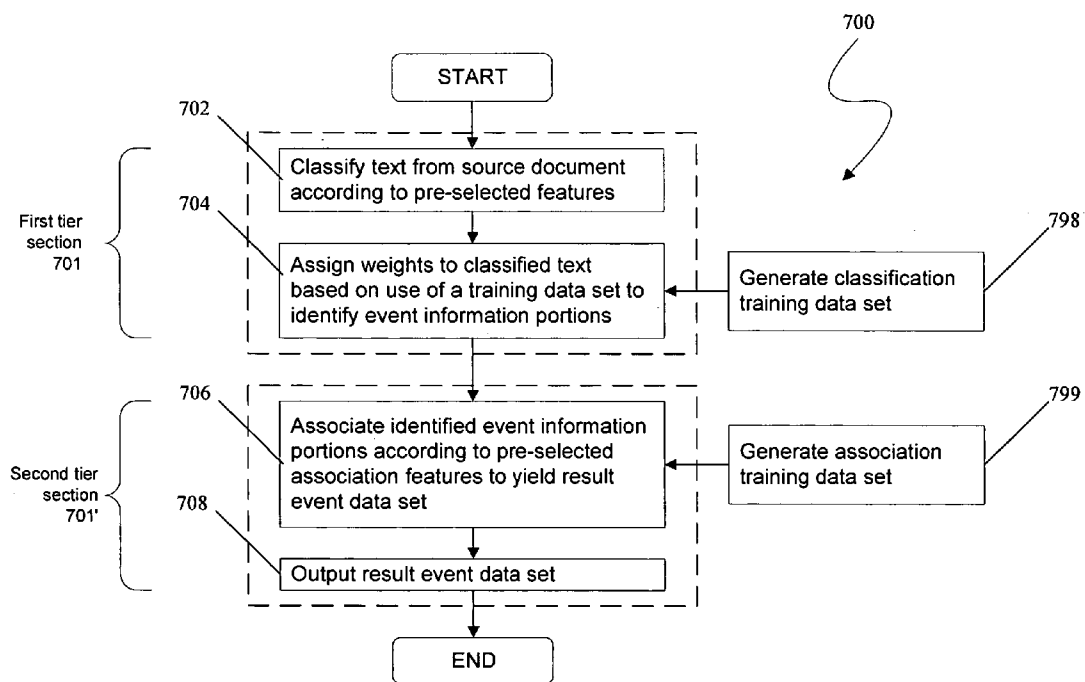 700
START
702
Classify text from source document
according to pre-selected features
704
First tier
section
701
Assign weights to classified text
based on use of a training data set to
identify event information portions
798
Generate classification
training data set
706
Associate identified event information
portions according to pre-selected
association features to yield result
event data set
799
Generate association
training data set
Second tier
section
701'
708
Output result event data set
END